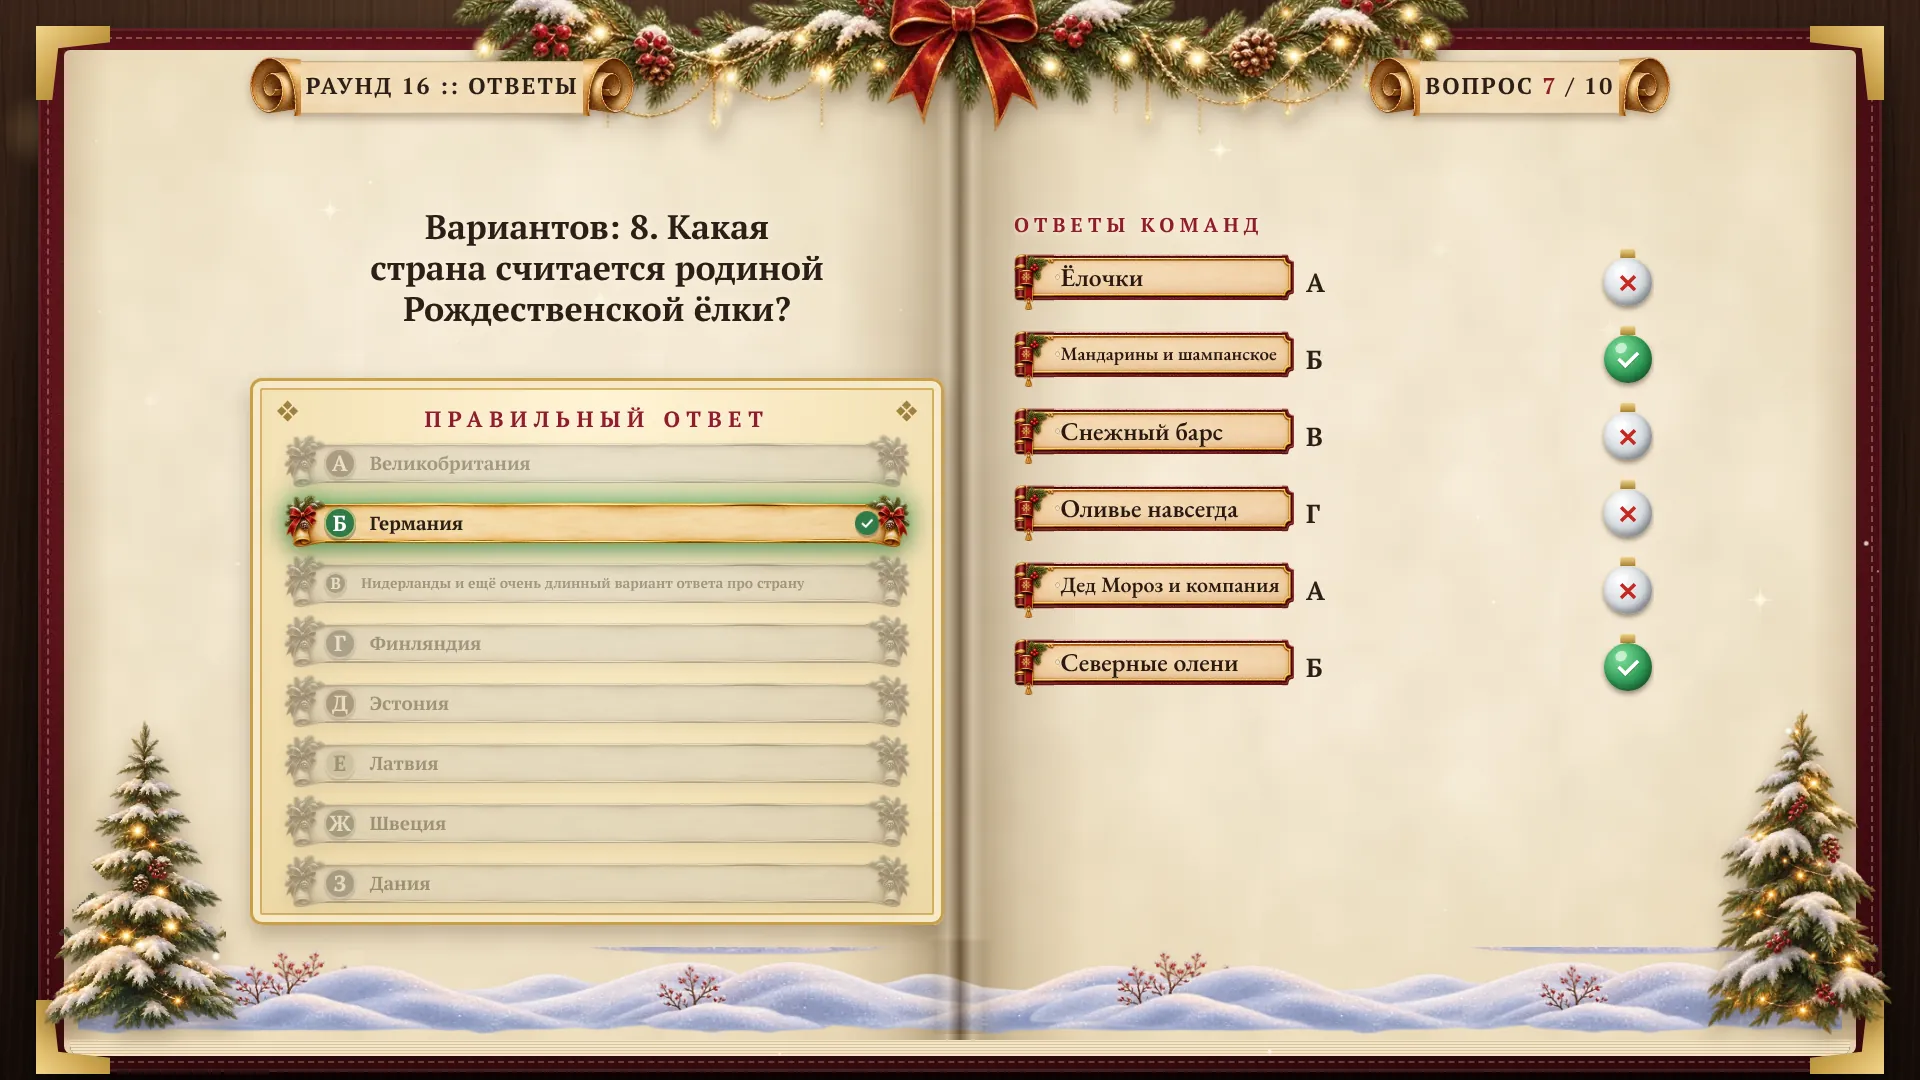 РАУНД 16 :: ОТВЕТЫ
ВОПРОС 7 / 10
Вариантов: 8. Какая
страна считается родиной
Рождественской ёлки?
ПРАВИЛЬНЫЙ ОТВЕТ
А Великобритания
Б Германия
В Нидерланды и ещё очень длинный вариант ответа про страну
Г Финляндия
Д Эстония
Е Латвия
Ж Швеция
З Дания
ОТВЕТЫ КОМАНД
Ёлочки А
Мандарины и шампанское Б
Снежный барс В
Оливье навсегда Г
Дед Мороз и компания А
Северные олени Б